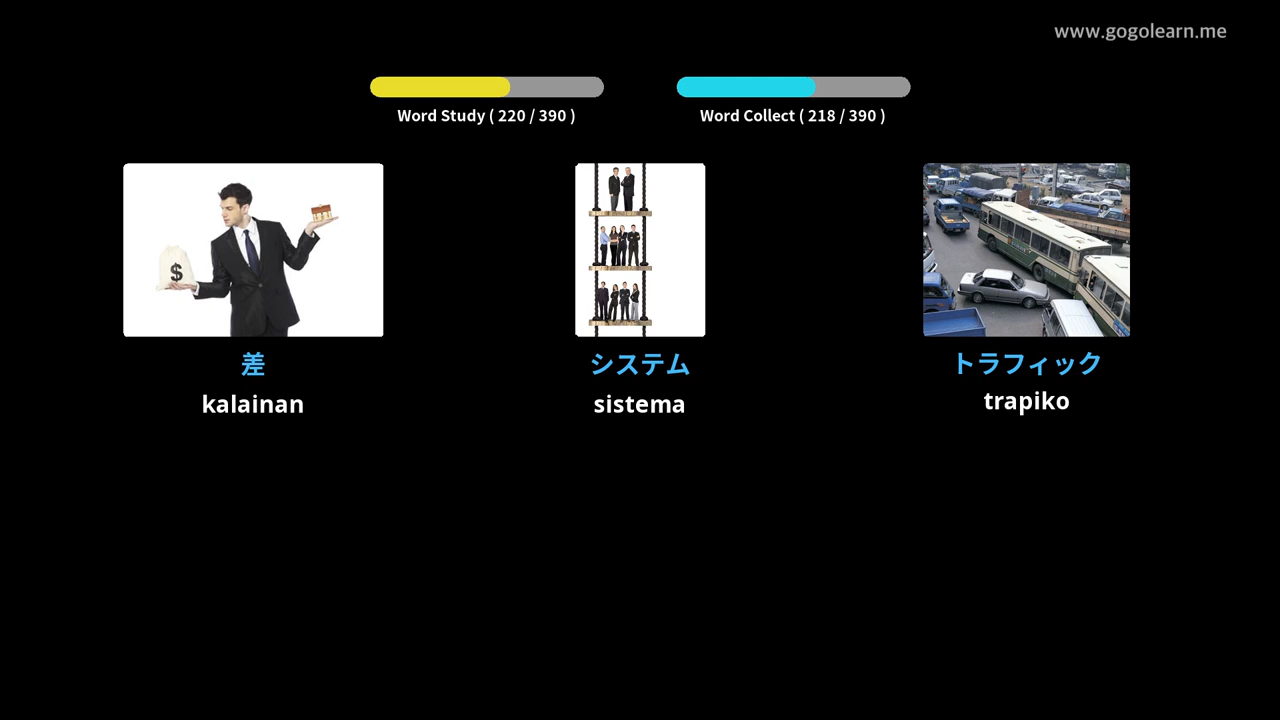 www.gogolearn.me
Word Study ( 220 / 390 )
Word Collect ( 218 / 390 )
$
差
システム
トラフィック
kalainan
sistema
trapiko